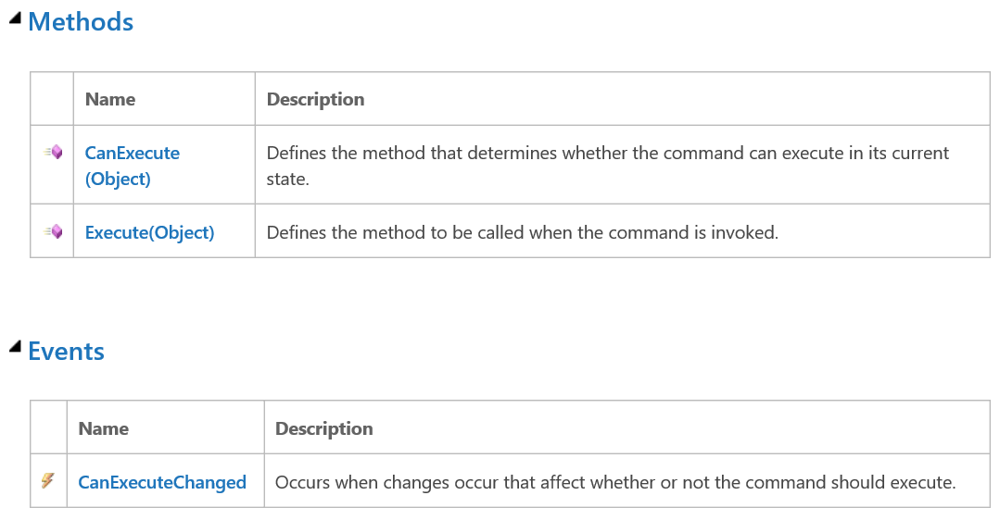 Methods
Name Description
CanExecute Defines the method that determines whether the command can execute in its current
(Object) state.
Execute(Object) Defines the method to be called when the command is invoked.
Events
Name Description
CanExecuteChanged Occurs when changes occur that affect whether or not the command should execute.